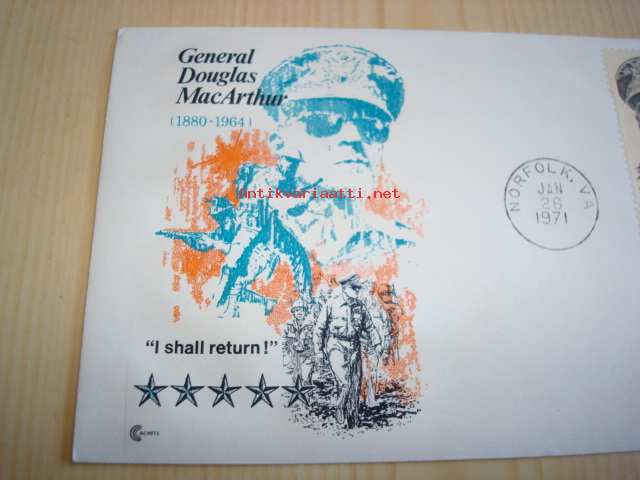 General
Douglas
MacArthur
(1880-1964)
antikvariaatti.net
NORFOLK, VA
JAN
26
1971
"I shall return!"